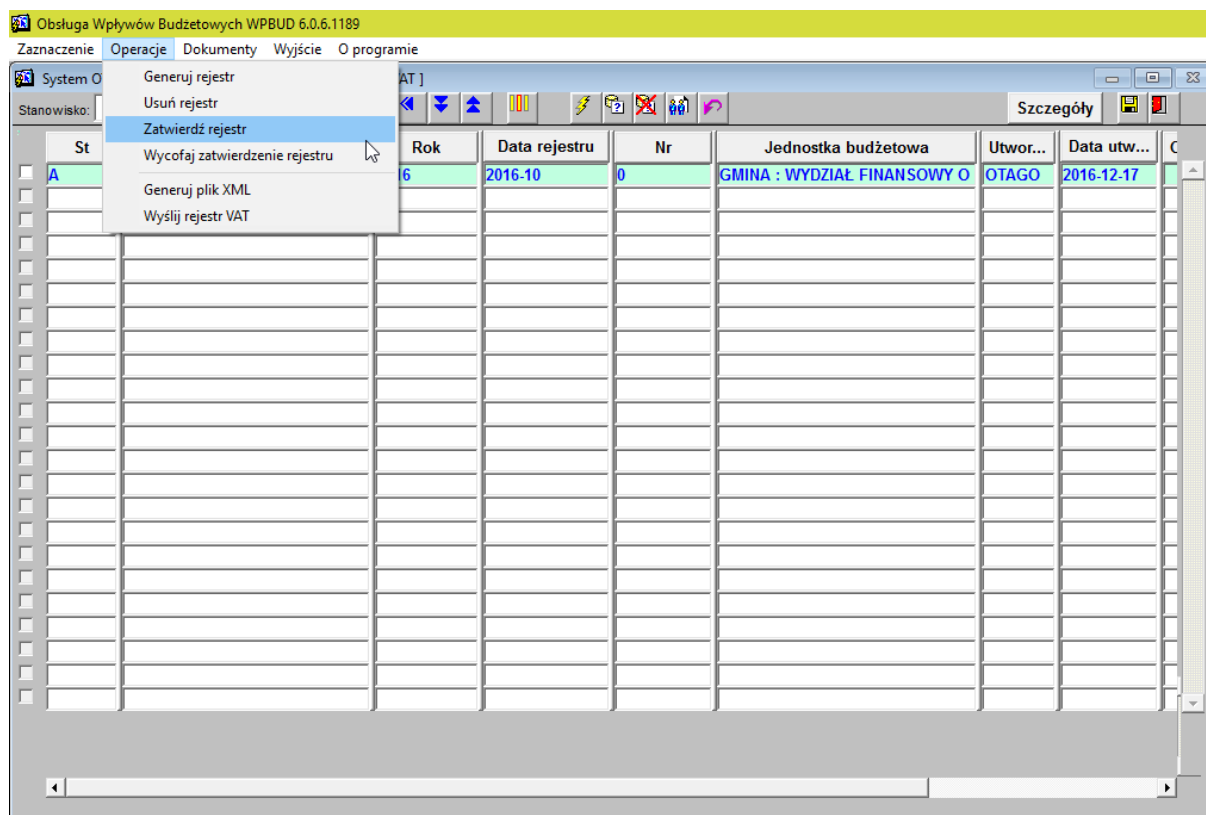 Obsługa Wpływów Budżetowych WPBUD 6.0.6.1189
Zaznaczenie Operacje Dokumenty Wyjście O programie
System O VAT ]
Generuj rejestr
Stanowisko: Usuń rejestr Szczegóły
Zatwierdź rejestr
St Rok Data rejestru Nr Jednostka budżetowa Utwor... Data utw...
Wycofaj zatwierdzenie rejestru
A 6 2016-10 0 GMINA : WYDZIAŁ FINANSOWY O OTAGO 2016-12-17
Generuj plik XML
Wyślij rejestr VAT